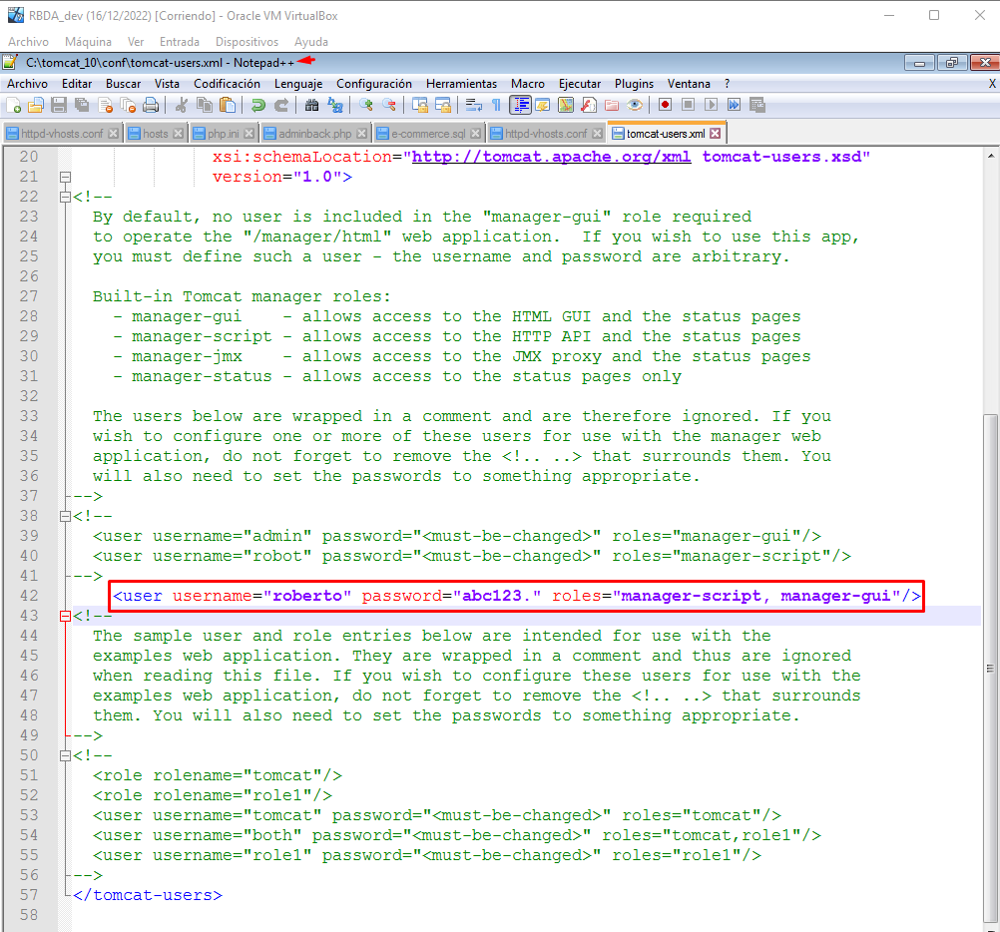 RBDA_dev (16/12/2022) [Corriendo] - Oracle VM VirtualBox
Archivo Máquina Ver Entrada Dispositivos Ayuda
C:\tomcat_10\conf\tomcat-users.xml - Notepad++
Archivo Editar Buscar Vista Codificación Lenguaje Configuración Herramientas Macro Ejecutar Plugins Ventana ? X
httpd-vhosts.conf hosts php.ini adminback.php e-commerce.sql httpd-vhosts.conf tomcat-users.xml
20 xsi:schemaLocation="http://tomcat.apache.org/xml tomcat-users.xsd"
21 version="1.0">
22 <!--
23 By default, no user is included in the "manager-gui" role required
24 to operate the "/manager/html" web application.  If you wish to use this app,
25 you must define such a user - the username and password are arbitrary.
26
27 Built-in Tomcat manager roles:
28 - manager-gui    - allows access to the HTML GUI and the status pages
29 - manager-script - allows access to the HTTP API and the status pages
30 - manager-jmx    - allows access to the JMX proxy and the status pages
31 - manager-status - allows access to the status pages only
32
33 The users below are wrapped in a comment and are therefore ignored. If you
34 wish to configure one or more of these users for use with the manager web
35 application, do not forget to remove the <!.. ..> that surrounds them. You
36 will also need to set the passwords to something appropriate.
37 -->
38 <!--
39 <user username="admin" password="<must-be-changed>" roles="manager-gui"/>
40 <user username="robot" password="<must-be-changed>" roles="manager-script"/>
41 -->
42 <user username="roberto" password="abc123." roles="manager-script, manager-gui"/>
43 <!--
44 The sample user and role entries below are intended for use with the
45 examples web application. They are wrapped in a comment and thus are ignored
46 when reading this file. If you wish to configure these users for use with the
47 examples web application, do not forget to remove the <!.. ..> that surrounds
48 them. You will also need to set the passwords to something appropriate.
49 -->
50 <!--
51 <role rolename="tomcat"/>
52 <role rolename="role1"/>
53 <user username="tomcat" password="<must-be-changed>" roles="tomcat"/>
54 <user username="both" password="<must-be-changed>" roles="tomcat,role1"/>
55 <user username="role1" password="<must-be-changed>" roles="role1"/>
56 -->
57 </tomcat-users>
58